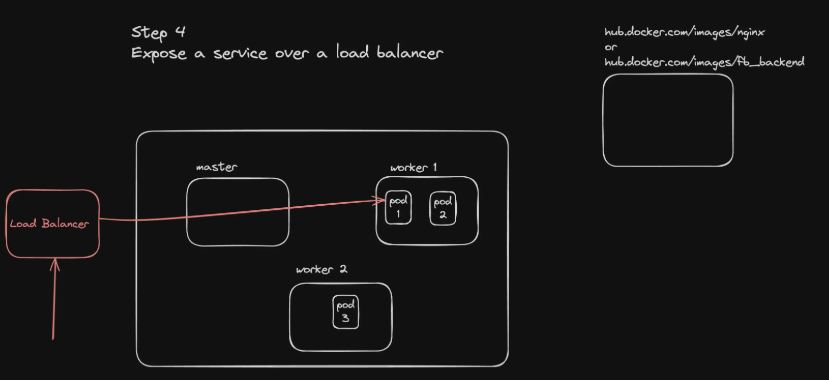 Step 4
Expose a service over a load balancer
hub.docker.com/images/nginx
or
hub.docker.com/images/fb_backend
master
worker 1
pod
1
pod
2
Load Balancer
worker 2
pod
3